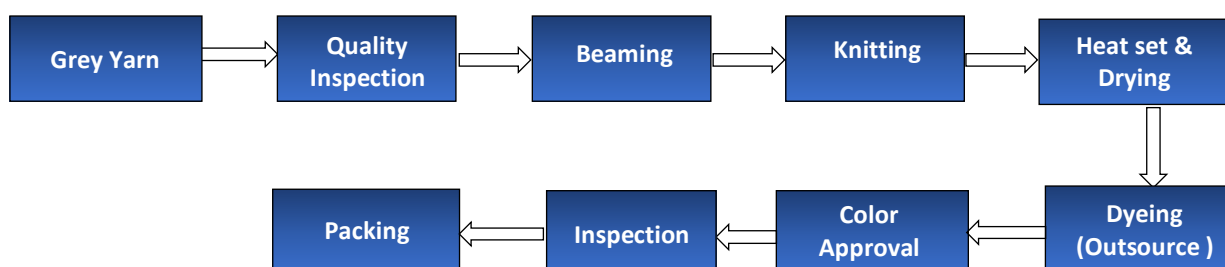 Grey Yarn
Quality
Inspection
Beaming
Knitting
Heat set &
Drying
Dyeing
(Outsource )
Color
Approval
Inspection
Packing